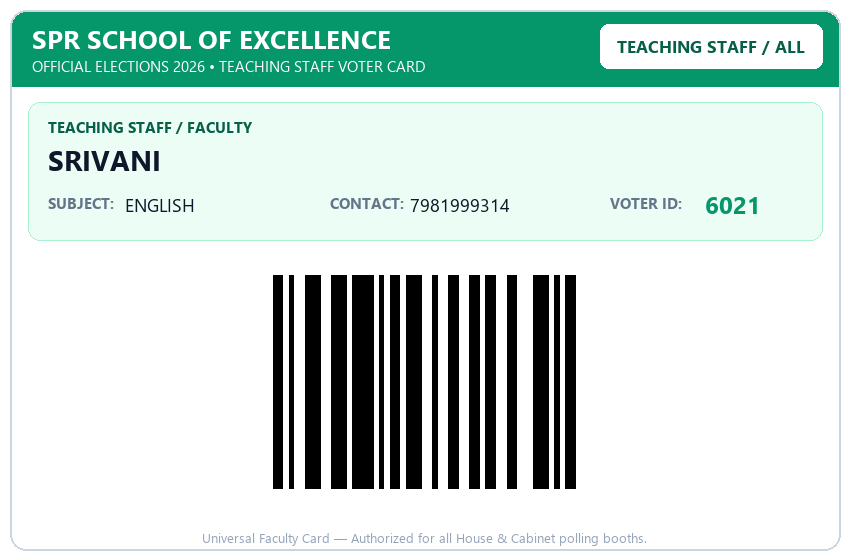 SPR SCHOOL OF EXCELLENCE
OFFICIAL ELECTIONS 2026 • TEACHING STAFF VOTER CARD
TEACHING STAFF / ALL
TEACHING STAFF / FACULTY
SRIVANI
SUBJECT: ENGLISH CONTACT: 7981999314 VOTER ID: 6021
Universal Faculty Card — Authorized for all House & Cabinet polling booths.